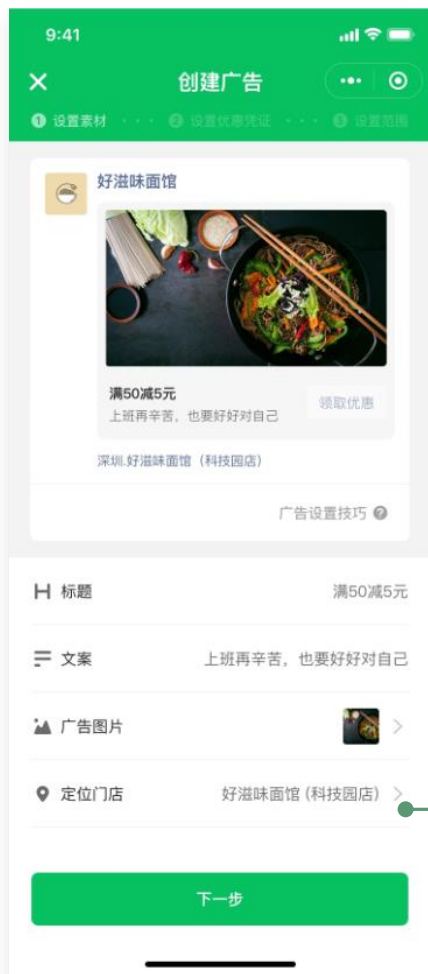 9:41
创建广告
1 设置素材 · · · 2 设置优惠凭证 · · · 3 设置范围
好滋味面馆
满50减5元
上班再辛苦，也要好好对自己
领取优惠
深圳.好滋味面馆（科技园店）
广告设置技巧 ?
标题 满50减5元
文案 上班再辛苦，也要好好对自己
广告图片
定位门店 好滋味面馆 (科技园店)
下一步